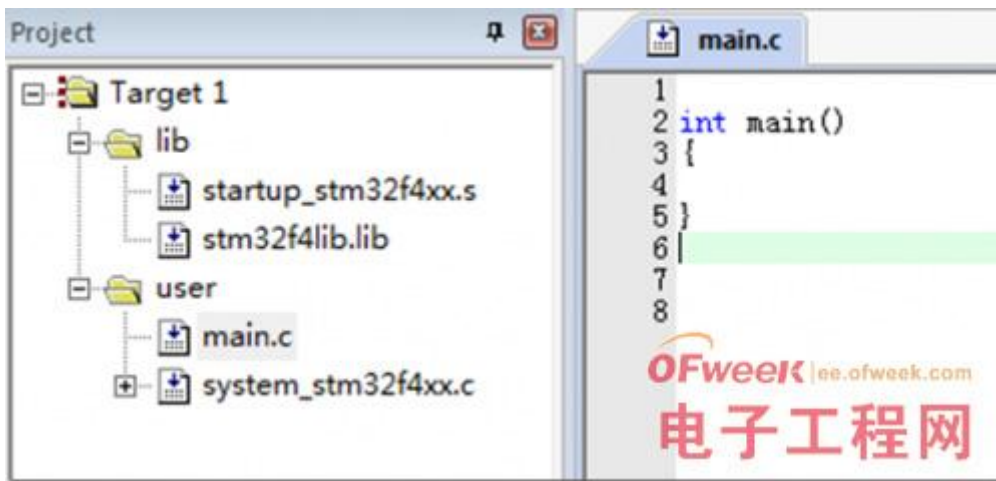 Project
Target 1
lib
startup_stm32f4xx.s
stm32f4lib.lib
user
main.c
system_stm32f4xx.c
main.c
1
2 int main()
3 {
4
5 }
6
7
8
OFweek | ee.ofweek.com
电子工程网